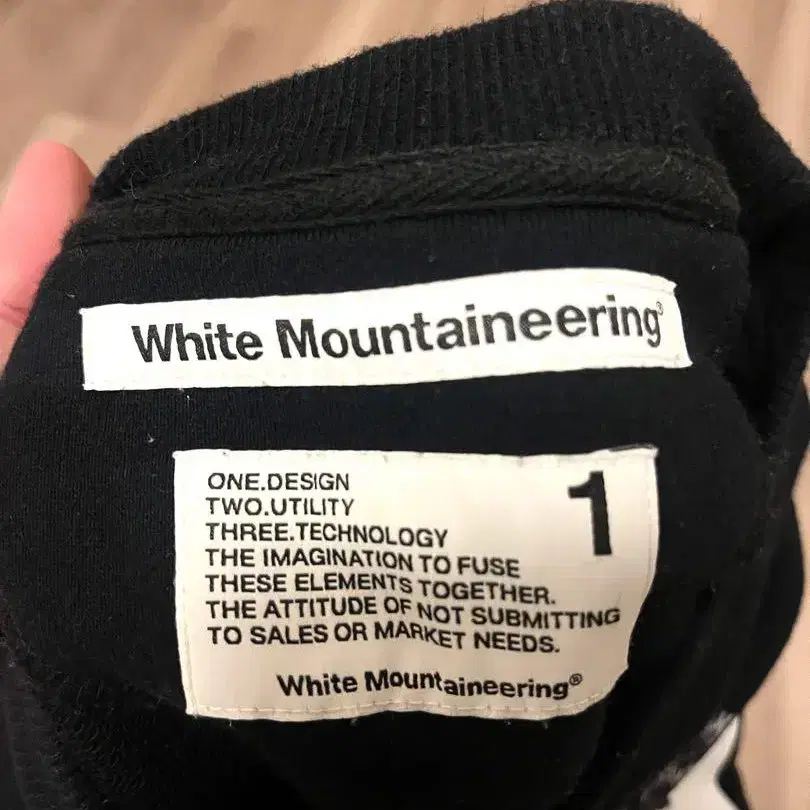 White Mountaineering®
ONE.DESIGN
TWO.UTILITY
THREE.TECHNOLOGY
THE IMAGINATION TO FUSE
THESE ELEMENTS TOGETHER.
THE ATTITUDE OF NOT SUBMITTING
TO SALES OR MARKET NEEDS.
1
White Mountaineering®